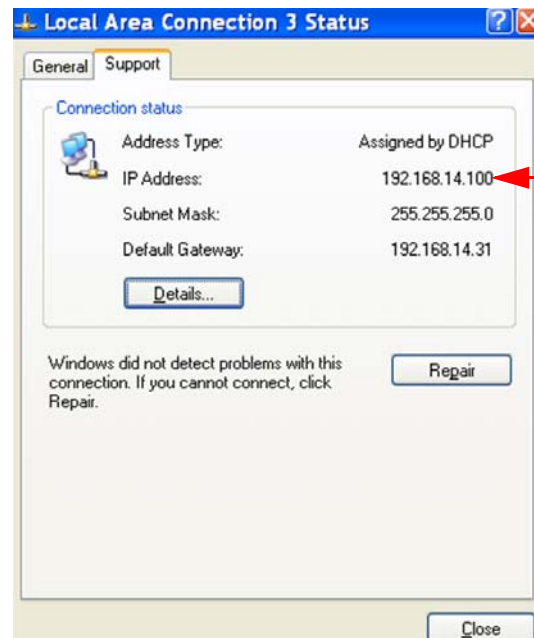 Local Area Connection 3 Status
General Support
Connection status
Address Type: Assigned by DHCP
IP Address: 192.168.14.100
Subnet Mask: 255.255.255.0
Default Gateway: 192.168.14.31
Details...
Windows did not detect problems with this
connection. If you cannot connect, click
Repair.
Repair
Close